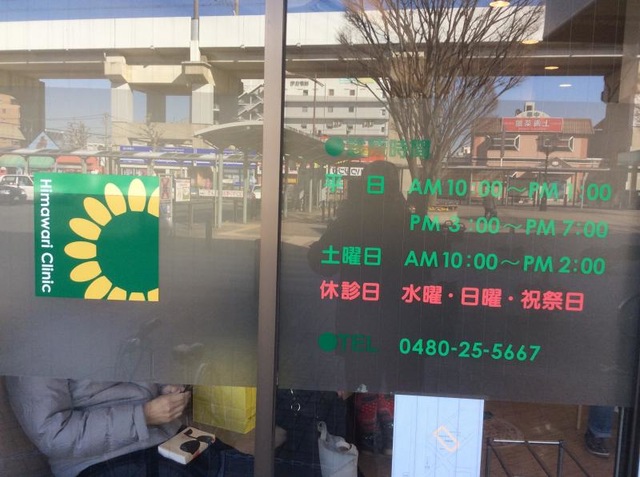 Himawari Clinic
平　日　AM 10:00～PM 1:00
PM 3:00～PM 7:00
土曜日　AM 10:00～PM 2:00
休診日　水曜・日曜・祝祭日
●TEL　0480-25-5667